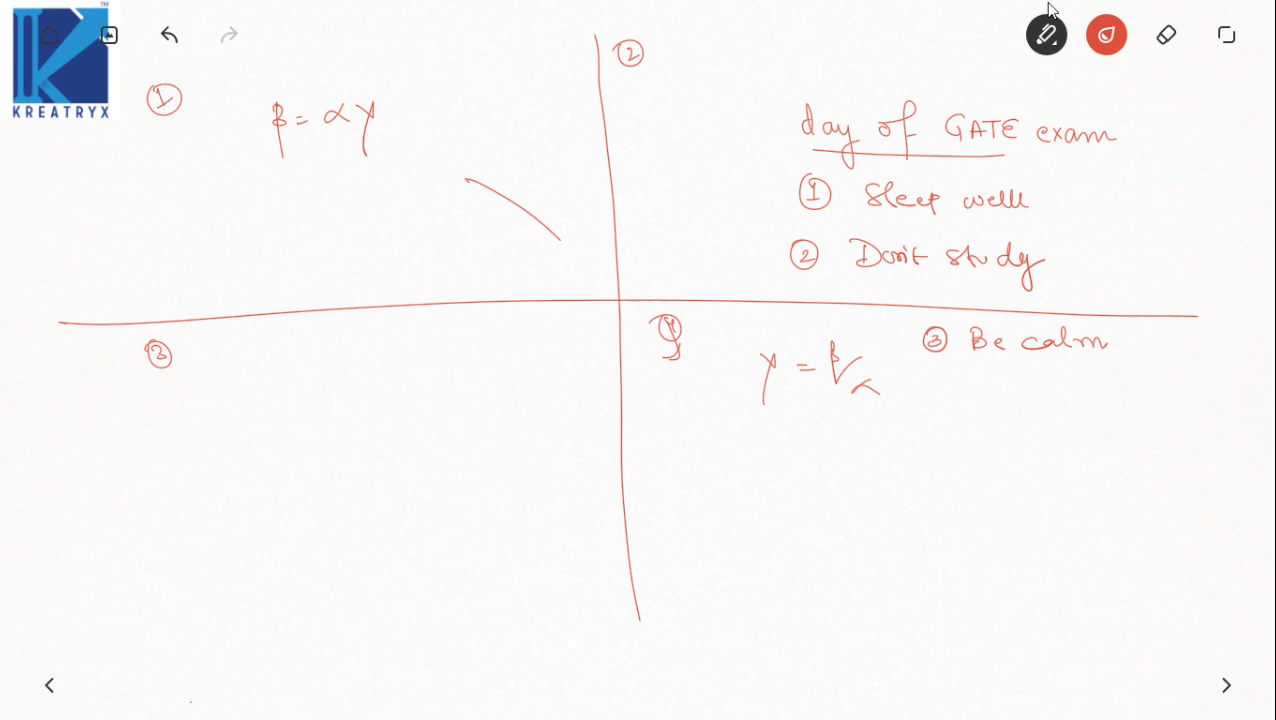 KREATRYX
①
β = αγ
②
day of GATE exam
① Sleep well
② Don't study
③
④
③ Be calm
γ = β/α